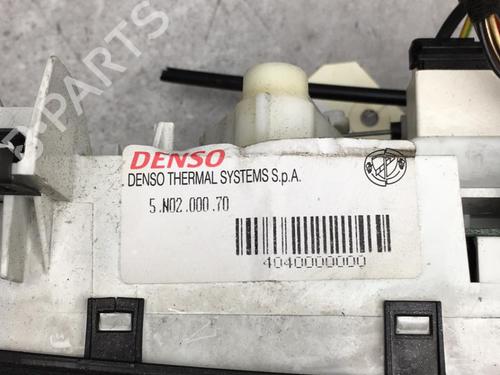 DENSO
DENSO THERMAL SYSTEMS S.p.A.
5.N02.000.70
4040000000